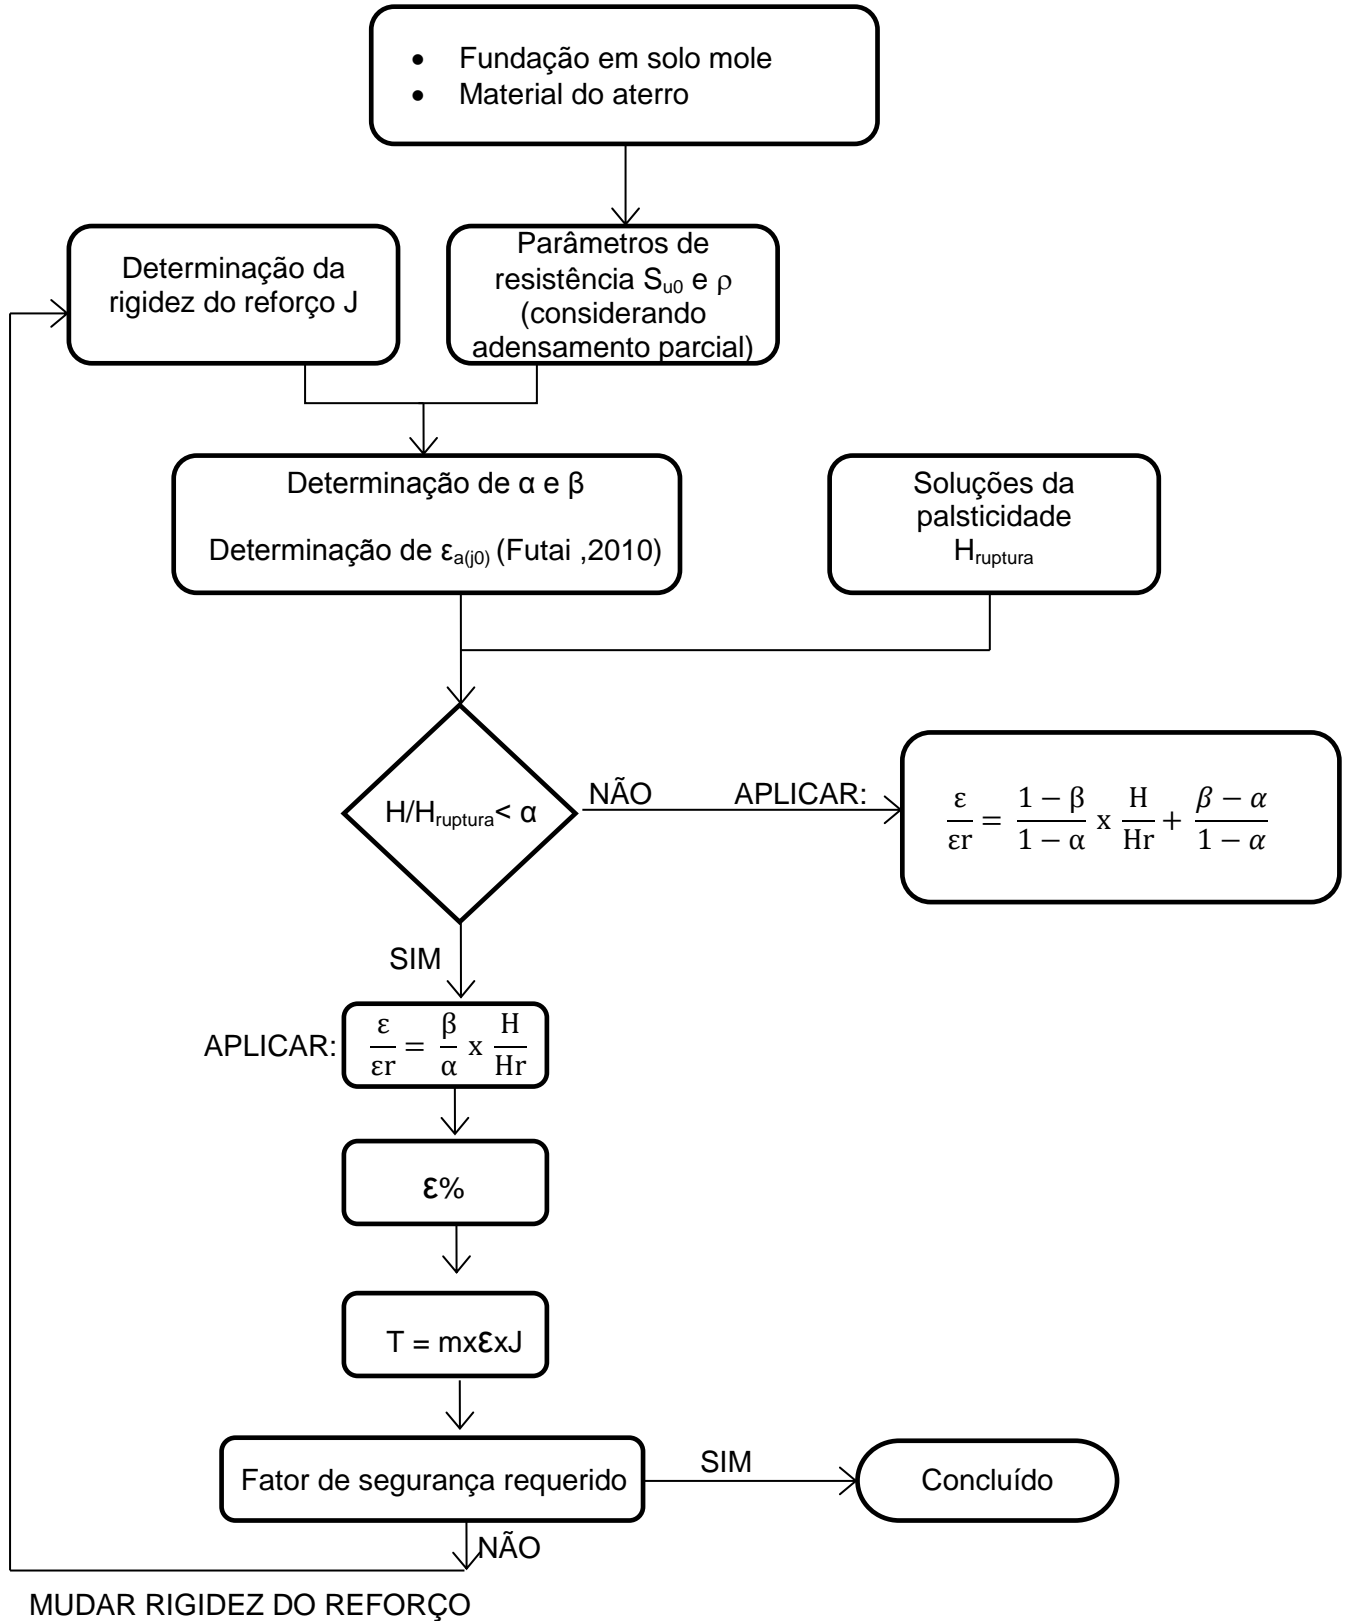 • Fundação em solo mole
• Material do aterro
Determinação da
rigidez do reforço J
Parâmetros de
resistência Su0 e ρ
(considerando
adensamento parcial)
Determinação de α e β
Determinação de εa(j0) (Futai ,2010)
Soluções da
palsticidade
Hruptura
H/Hruptura< α
NÃO
APLICAR:
ε/εr = (1 − β)/(1 − α) x H/Hr + (β − α)/(1 − α)
SIM
APLICAR:
ε/εr = β/α x H/Hr
ε%
T = mxεxJ
Fator de segurança requerido
SIM
Concluído
NÃO
MUDAR RIGIDEZ DO REFORÇO